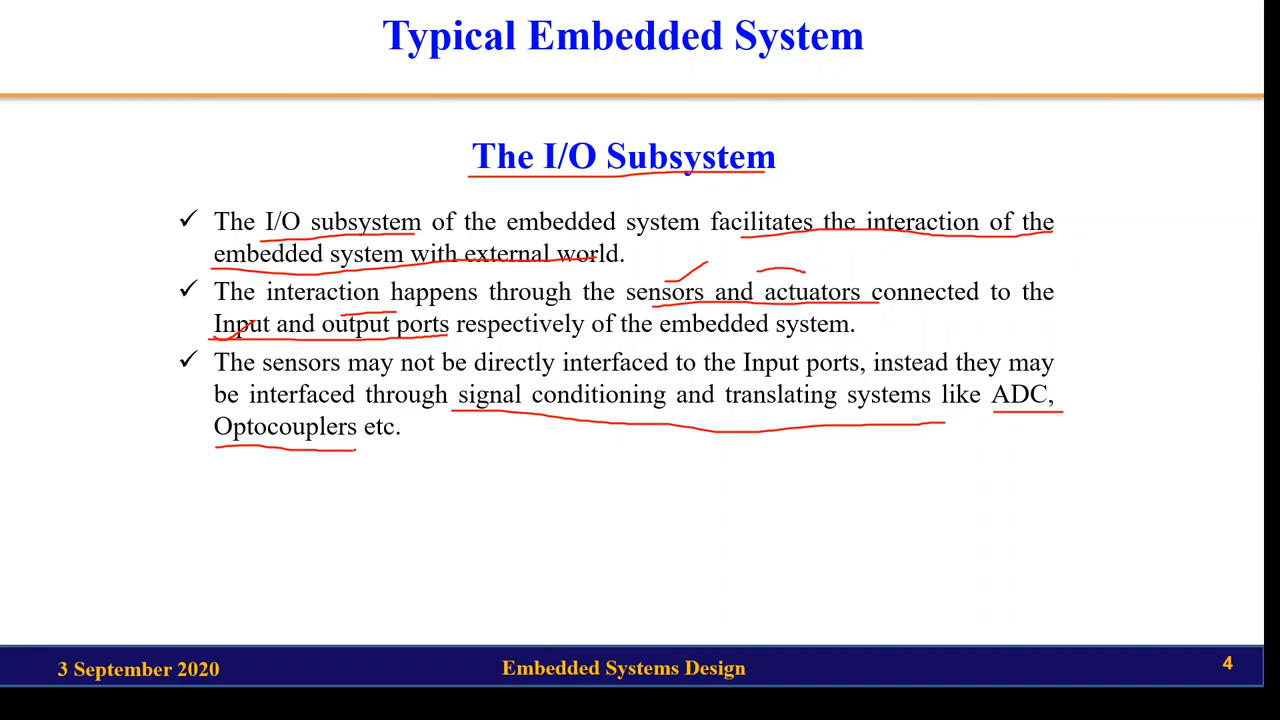 Typical Embedded System
The I/O Subsystem
✓ The I/O subsystem of the embedded system facilitates the interaction of the
embedded system with external world.
✓ The interaction happens through the sensors and actuators connected to the
Input and output ports respectively of the embedded system.
✓ The sensors may not be directly interfaced to the Input ports, instead they may
be interfaced through signal conditioning and translating systems like ADC,
Optocouplers etc.
3 September 2020
Embedded Systems Design
4